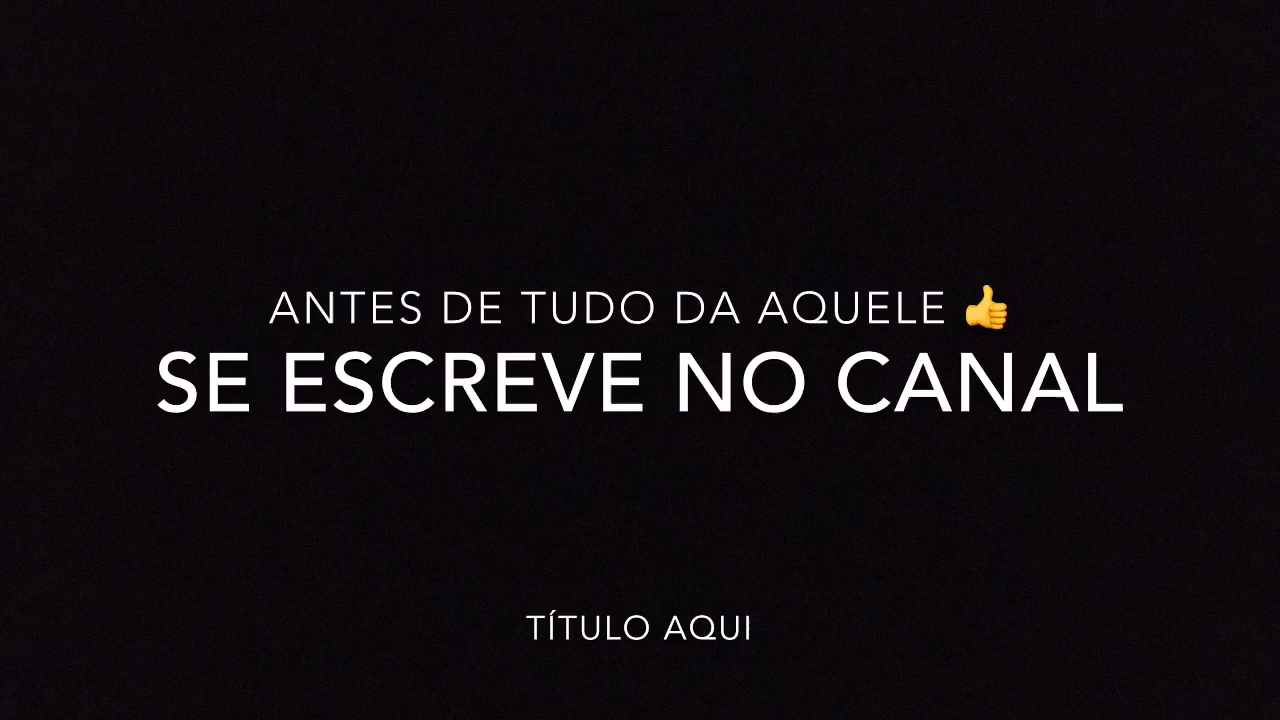 ANTES DE TUDO DA AQUELE 👍
SE ESCREVE NO CANAL
TÍTULO AQUI